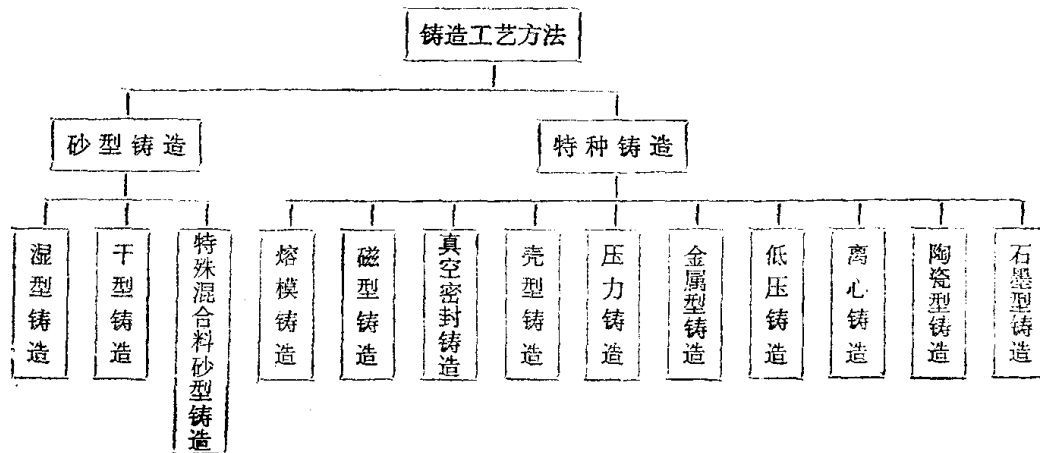 铸造工艺方法
砂型铸造
特种铸造
湿型铸造
干型铸造
特殊混合料砂型铸造
熔模铸造
磁型铸造
真空密封铸造
壳型铸造
压力铸造
金属型铸造
低压铸造
离心铸造
陶瓷型铸造
石墨型铸造